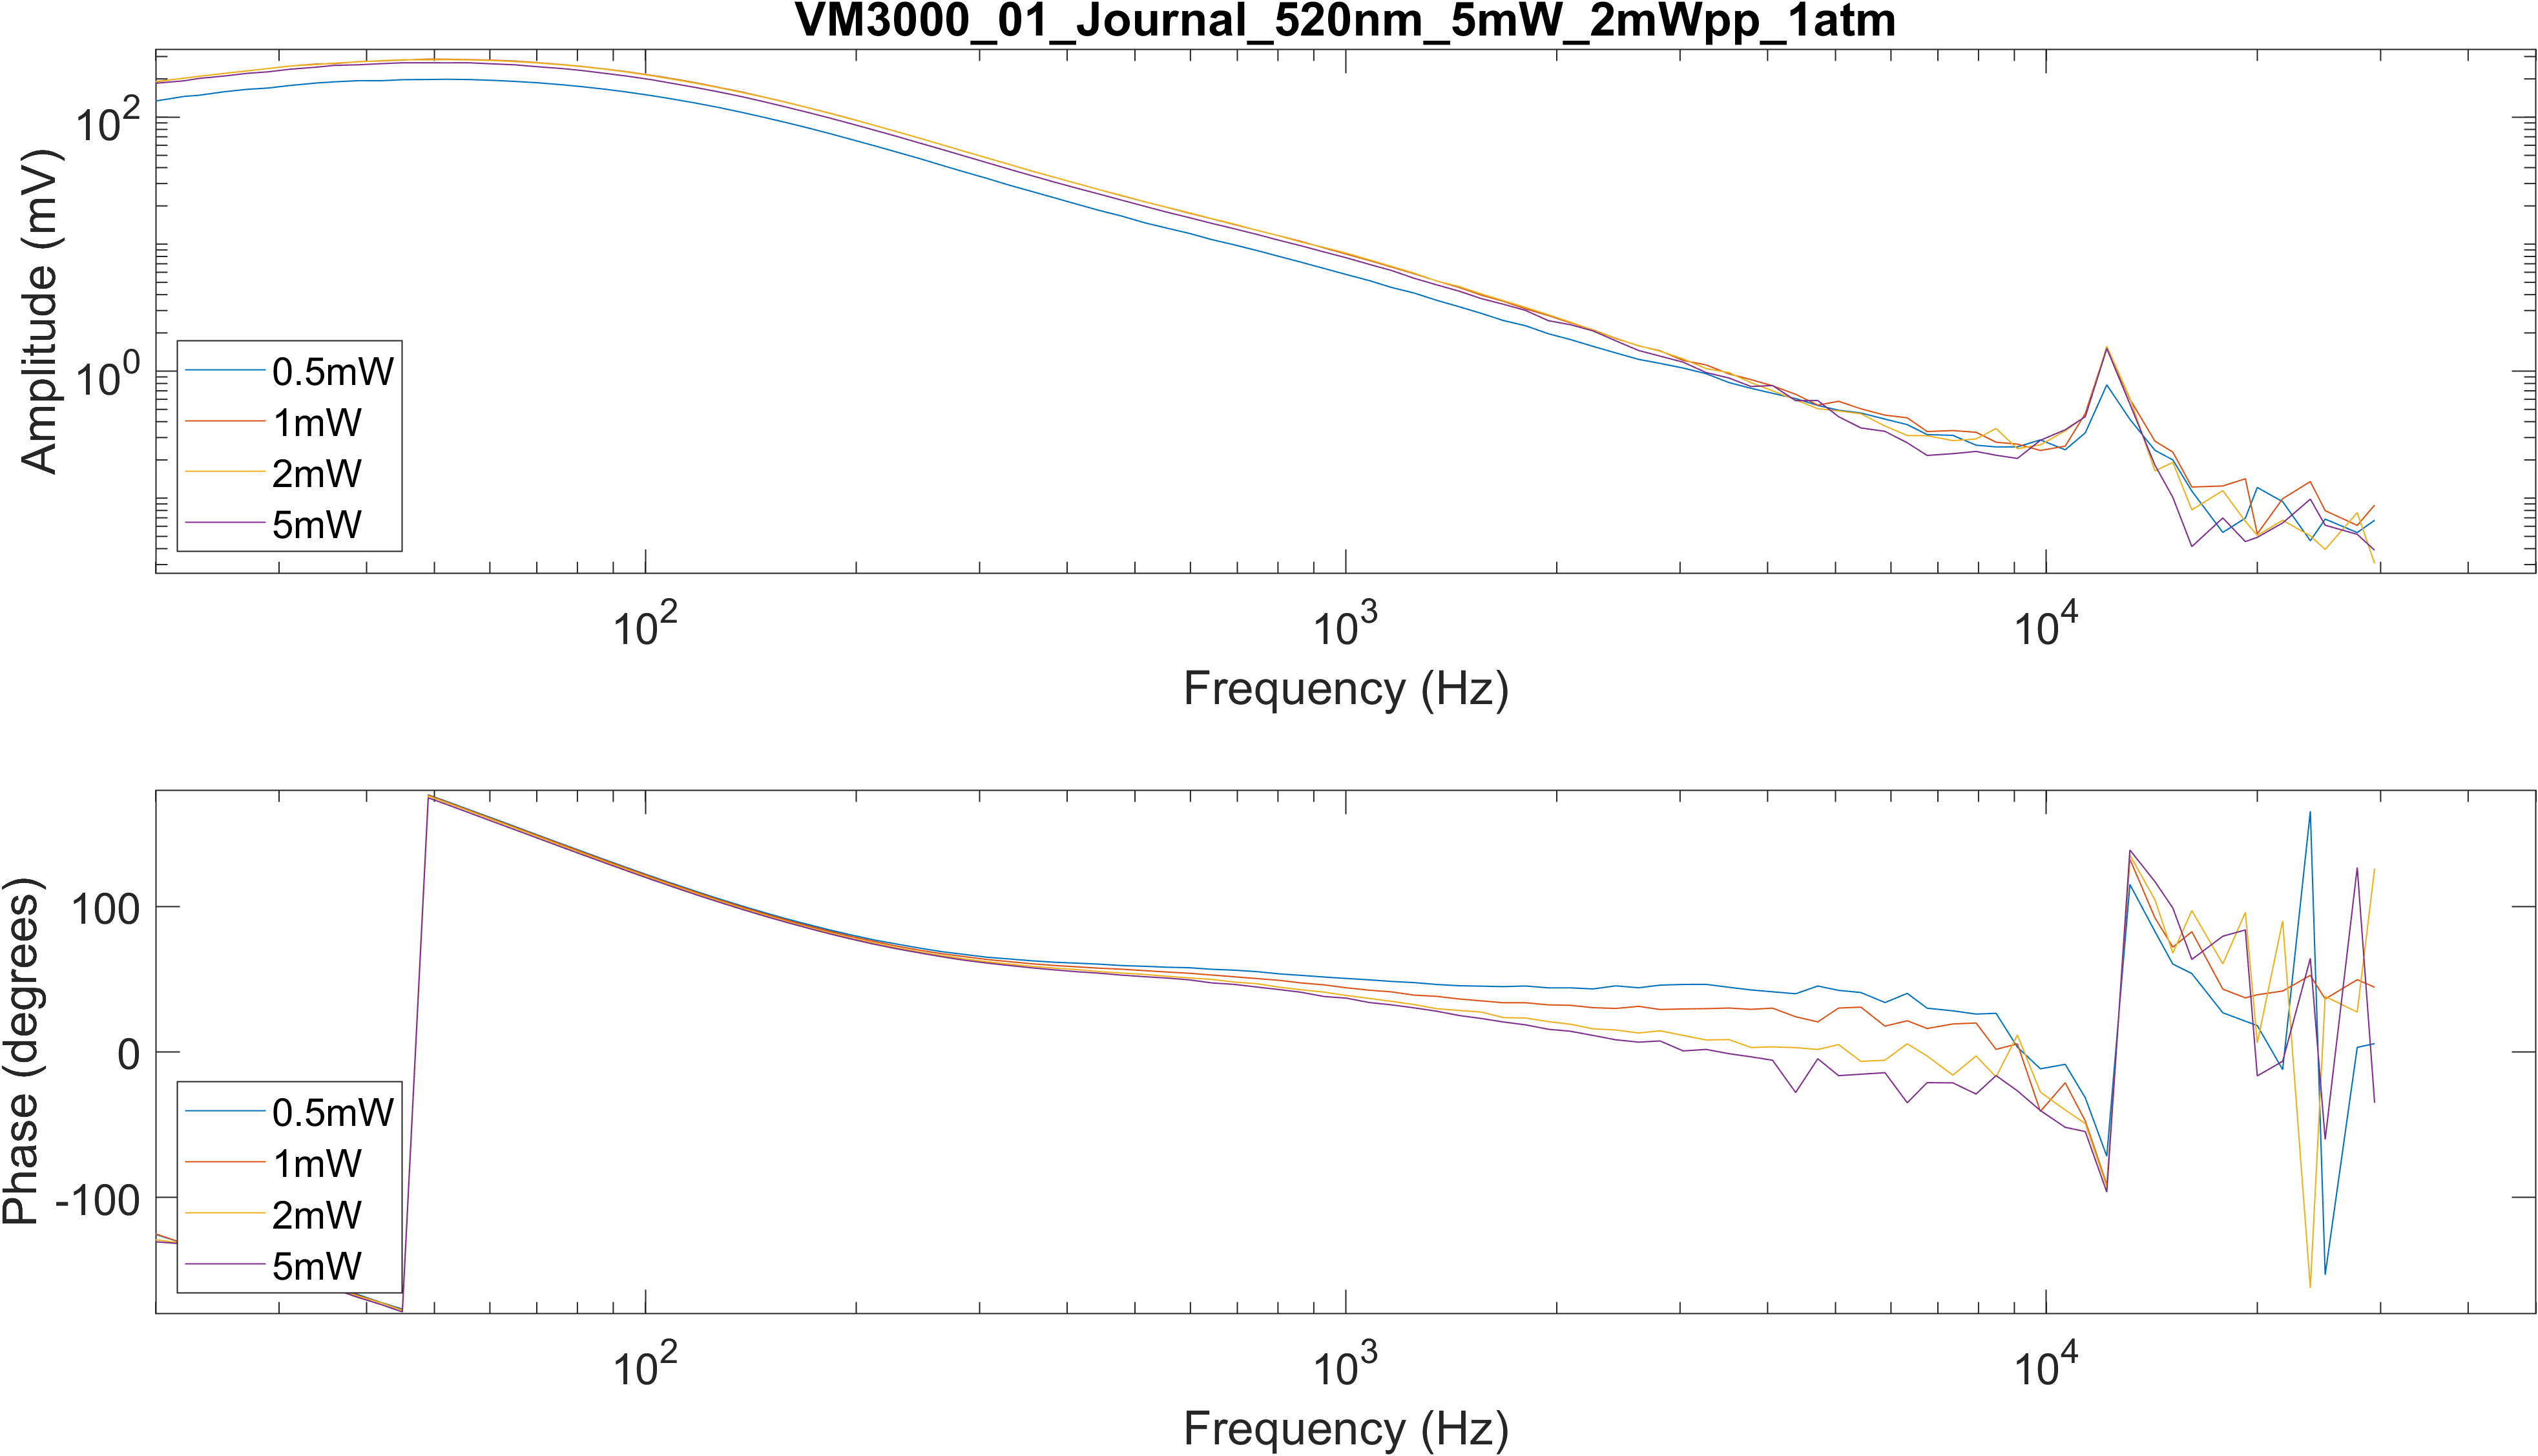 VM3000_01_Journal_520nm_5mW_2mWpp_1atm
Amplitude (mV)
10^2
10^0
0.5mW
1mW
2mW
5mW
10^2
10^3
10^4
Frequency (Hz)
Phase (degrees)
100
0
-100
0.5mW
1mW
2mW
5mW
10^2
10^3
10^4
Frequency (Hz)